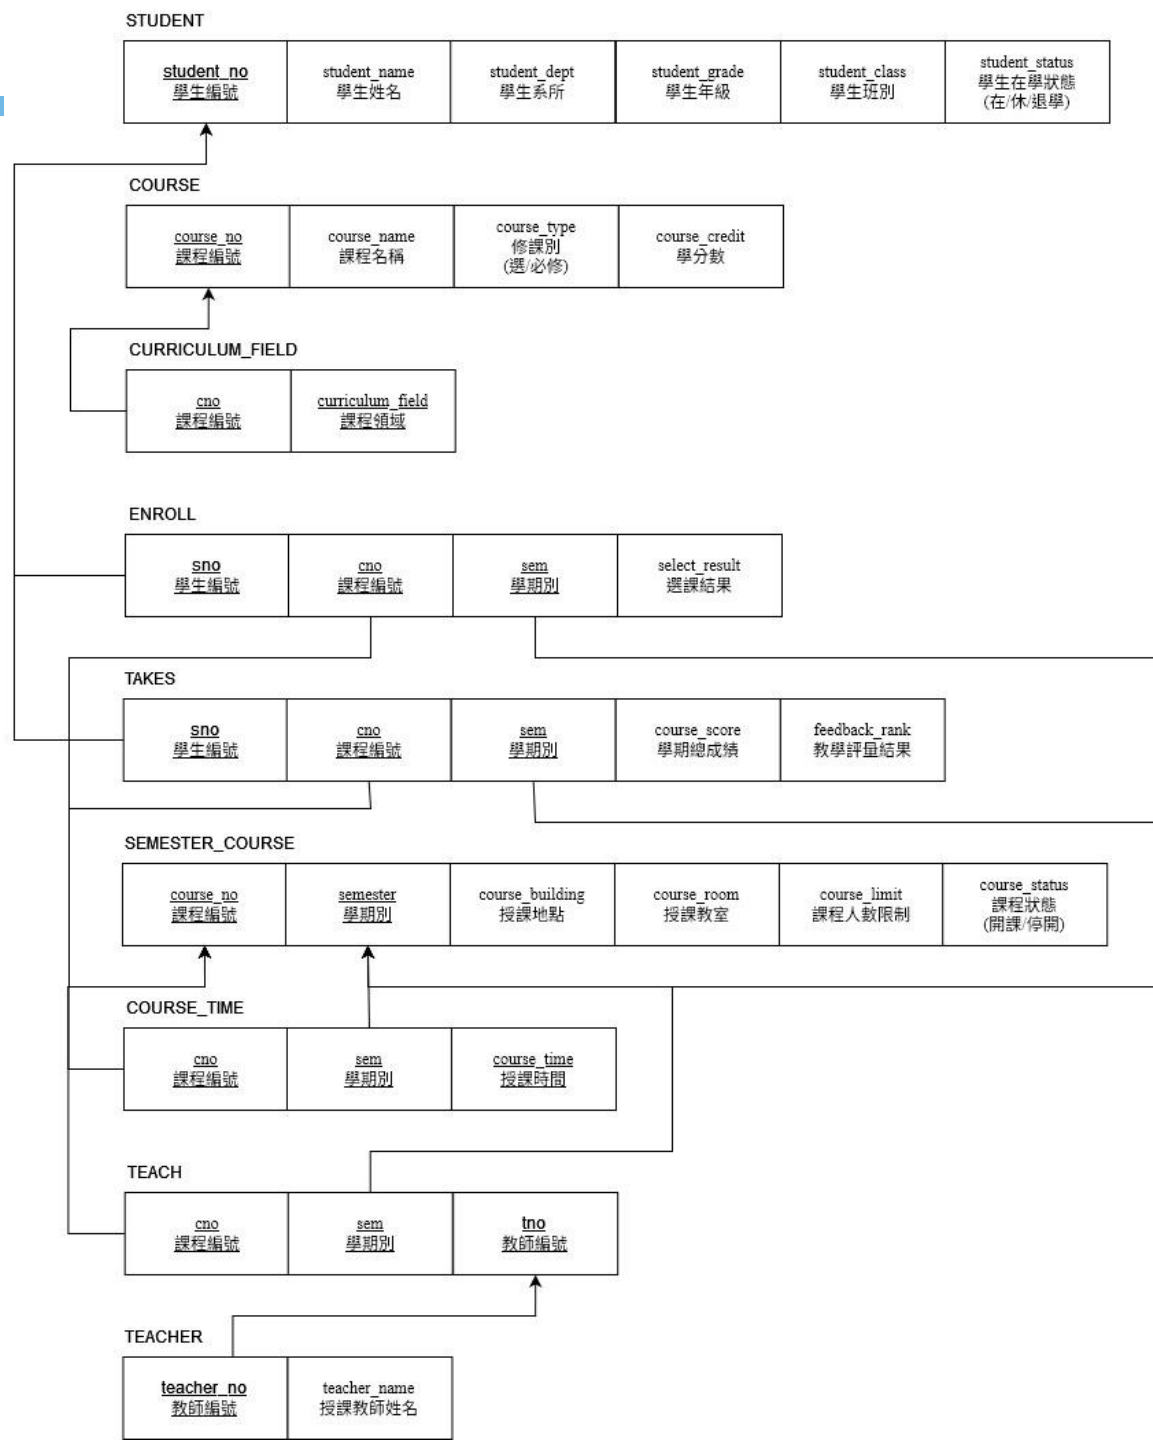 STUDENT
student_no
學生編號
student_name
學生姓名
student_dept
學生系所
student_grade
學生年級
student_class
學生班別
student_status
學生在學狀態
(在/休/退學)
COURSE
course_no
課程編號
course_name
課程名稱
course_type
修課別
(選/必修)
course_credit
學分數
CURRICULUM_FIELD
cno
課程編號
curriculum_field
課程領域
ENROLL
sno
學生編號
cno
課程編號
sem
學期別
select_result
選課結果
TAKES
sno
學生編號
cno
課程編號
sem
學期別
course_score
學期總成績
feedback_rank
教學評量結果
SEMESTER_COURSE
course_no
課程編號
semester
學期別
course_building
授課地點
course_room
授課教室
course_limit
課程人數限制
course_status
課程狀態
(開課/停開)
COURSE_TIME
cno
課程編號
sem
學期別
course_time
授課時間
TEACH
cno
課程編號
sem
學期別
tno
教師編號
TEACHER
teacher_no
教師編號
teacher_name
授課教師姓名